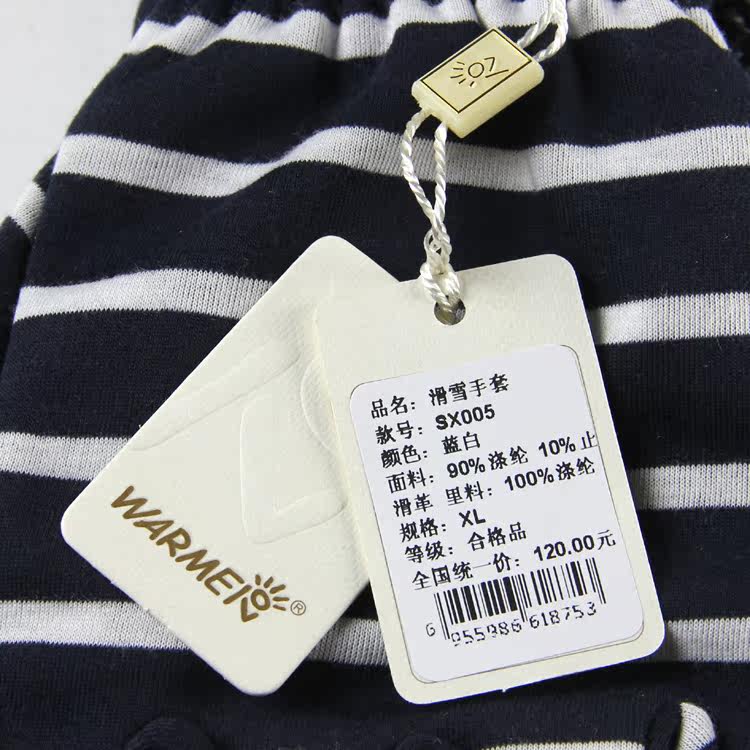 品名：滑雪手套
款号：SX005
颜色：蓝白
面料：90%涤纶 10%止
滑革 里料：100%涤纶
规格：XL
等级：合格品
全国统一价：120.00元
6 955986 618753
WARMEN®